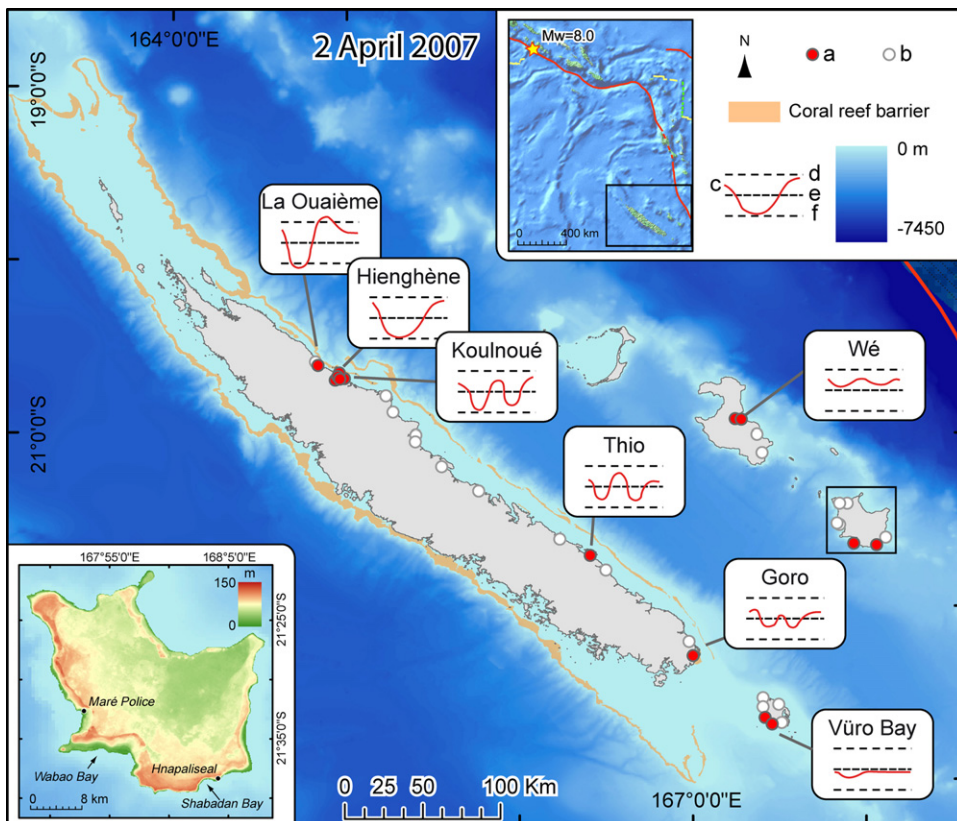 164°0'0"E
2 April 2007
19°0'0"S
21°0'0"S
167°0'0"E
Mw=8.0
0 400 km
N
a
b
Coral reef barrier
c
d
e
f
0 m
-7450
La Ouaième
Hienghène
Koulnoué
Wé
Thio
Goro
Vüro Bay
0 25 50 100 Km
167°55'0"E
168°5'0"E
m
150
0
21°25'0"S
21°35'0"S
Maré Police
Wabao Bay
Hnapaliseal
Shabadan Bay
0 8 km